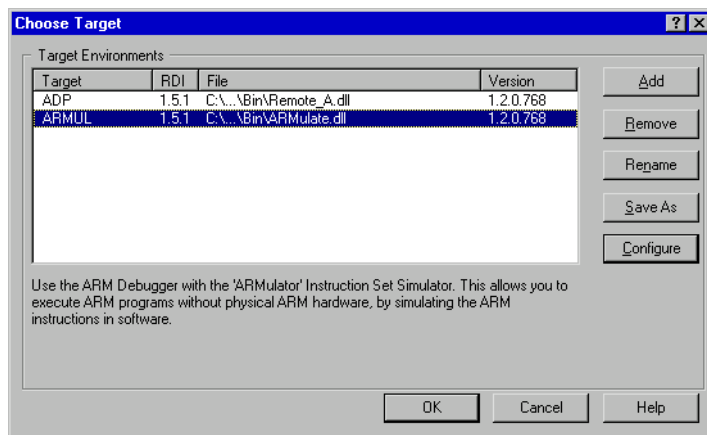 Choose Target
Target Environments
Target RDI File Version
ADP 1.5.1 C:\...\Bin\Remote_A.dll 1.2.0.768
ARMUL 1.5.1 C:\...\Bin\ARMulate.dll 1.2.0.768
Add
Remove
Rename
Save As
Configure
Use the ARM Debugger with the 'ARMulator' Instruction Set Simulator. This allows you to
execute ARM programs without physical ARM hardware, by simulating the ARM
instructions in software.
OK Cancel Help